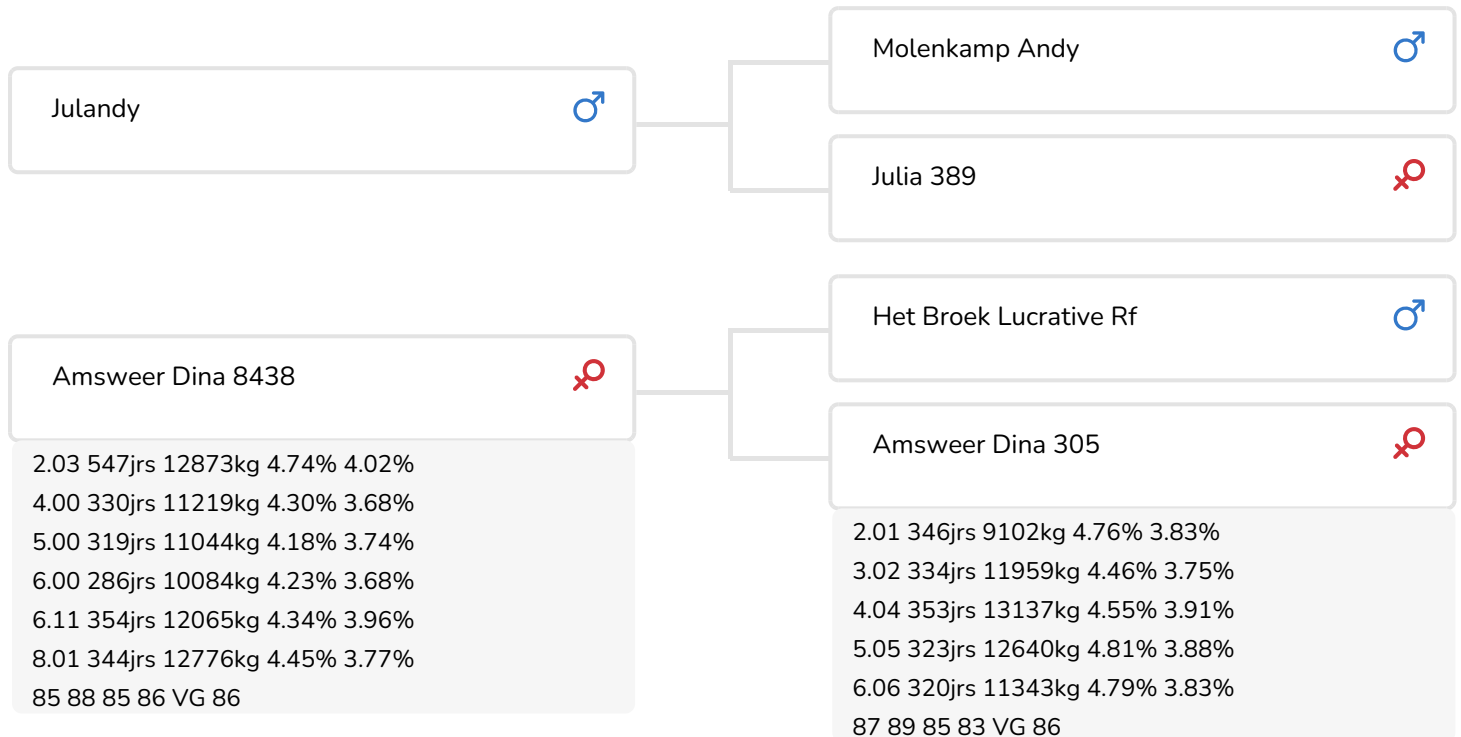 Julandy
Molenkamp Andy
Julia 389
Amsweer Dina 8438
2.03 547jrs 12873kg 4.74% 4.02%
4.00 330jrs 11219kg 4.30% 3.68%
5.00 319jrs 11044kg 4.18% 3.74%
6.00 286jrs 10084kg 4.23% 3.68%
6.11 354jrs 12065kg 4.34% 3.96%
8.01 344jrs 12776kg 4.45% 3.77%
85 88 85 86 VG 86
Het Broek Lucrative Rf
Amsweer Dina 305
2.01 346jrs 9102kg 4.76% 3.83%
3.02 334jrs 11959kg 4.46% 3.75%
4.04 353jrs 13137kg 4.55% 3.91%
5.05 323jrs 12640kg 4.81% 3.88%
6.06 320jrs 11343kg 4.79% 3.83%
87 89 85 83 VG 86